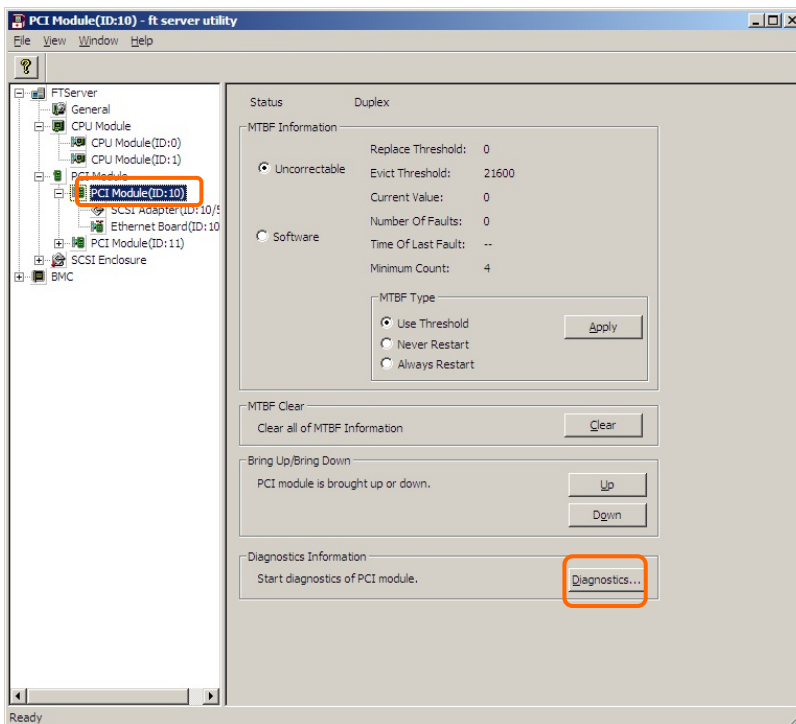 PCI Module(ID:10) - ft server utility
File View Window Help
FTServer
General
CPU Module
CPU Module(ID:0)
CPU Module(ID:1)
PCI Module
PCI Module(ID:10)
SCSI Adapter(ID:10/5
Ethernet Board(ID:10
PCI Module(ID:11)
SCSI Enclosure
BMC
Status Duplex
MTBF Information
Uncorrectable
Software
Replace Threshold: 0
Evict Threshold: 21600
Current Value: 0
Number Of Faults: 0
Time Of Last Fault: --
Minimum Count: 4
MTBF Type
Use Threshold
Never Restart
Always Restart
Apply
MTBF Clear
Clear all of MTBF Information
Clear
Bring Up/Bring Down
PCI module is brought up or down.
Up
Down
Diagnostics Information
Start diagnostics of PCI module.
Diagnostics...
Ready